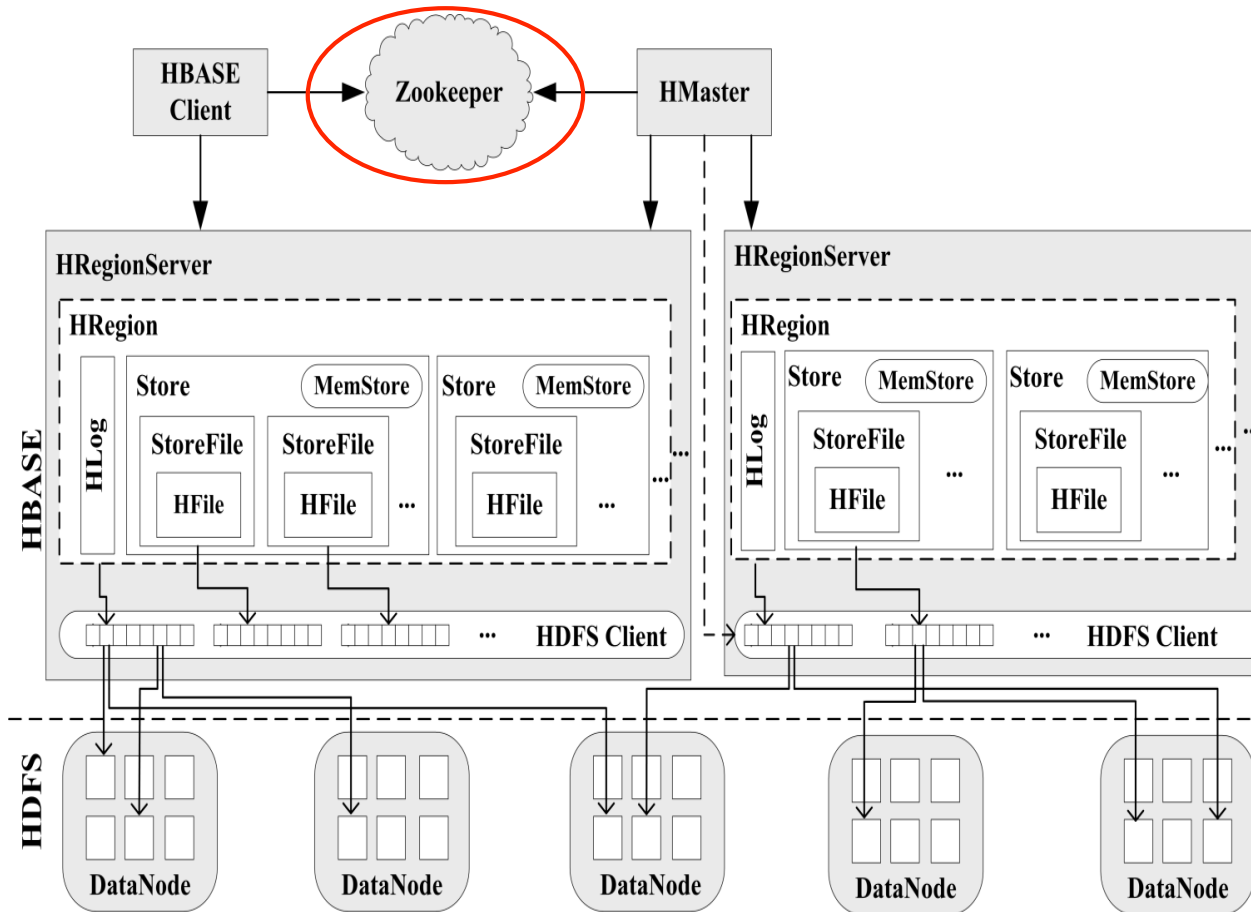 HBASE
Client
Zookeeper
HMaster
HRegionServer
HRegion
HLog
Store
MemStore
StoreFile
HFile
StoreFile
HFile
...
Store
MemStore
StoreFile
HFile
...
...
...
HDFS Client
...
HRegionServer
HRegion
HLog
Store
MemStore
StoreFile
HFile
...
Store
MemStore
StoreFile
HFile
...
...
...
HDFS Client
...
HBASE
HDFS
DataNode
DataNode
DataNode
DataNode
DataNode